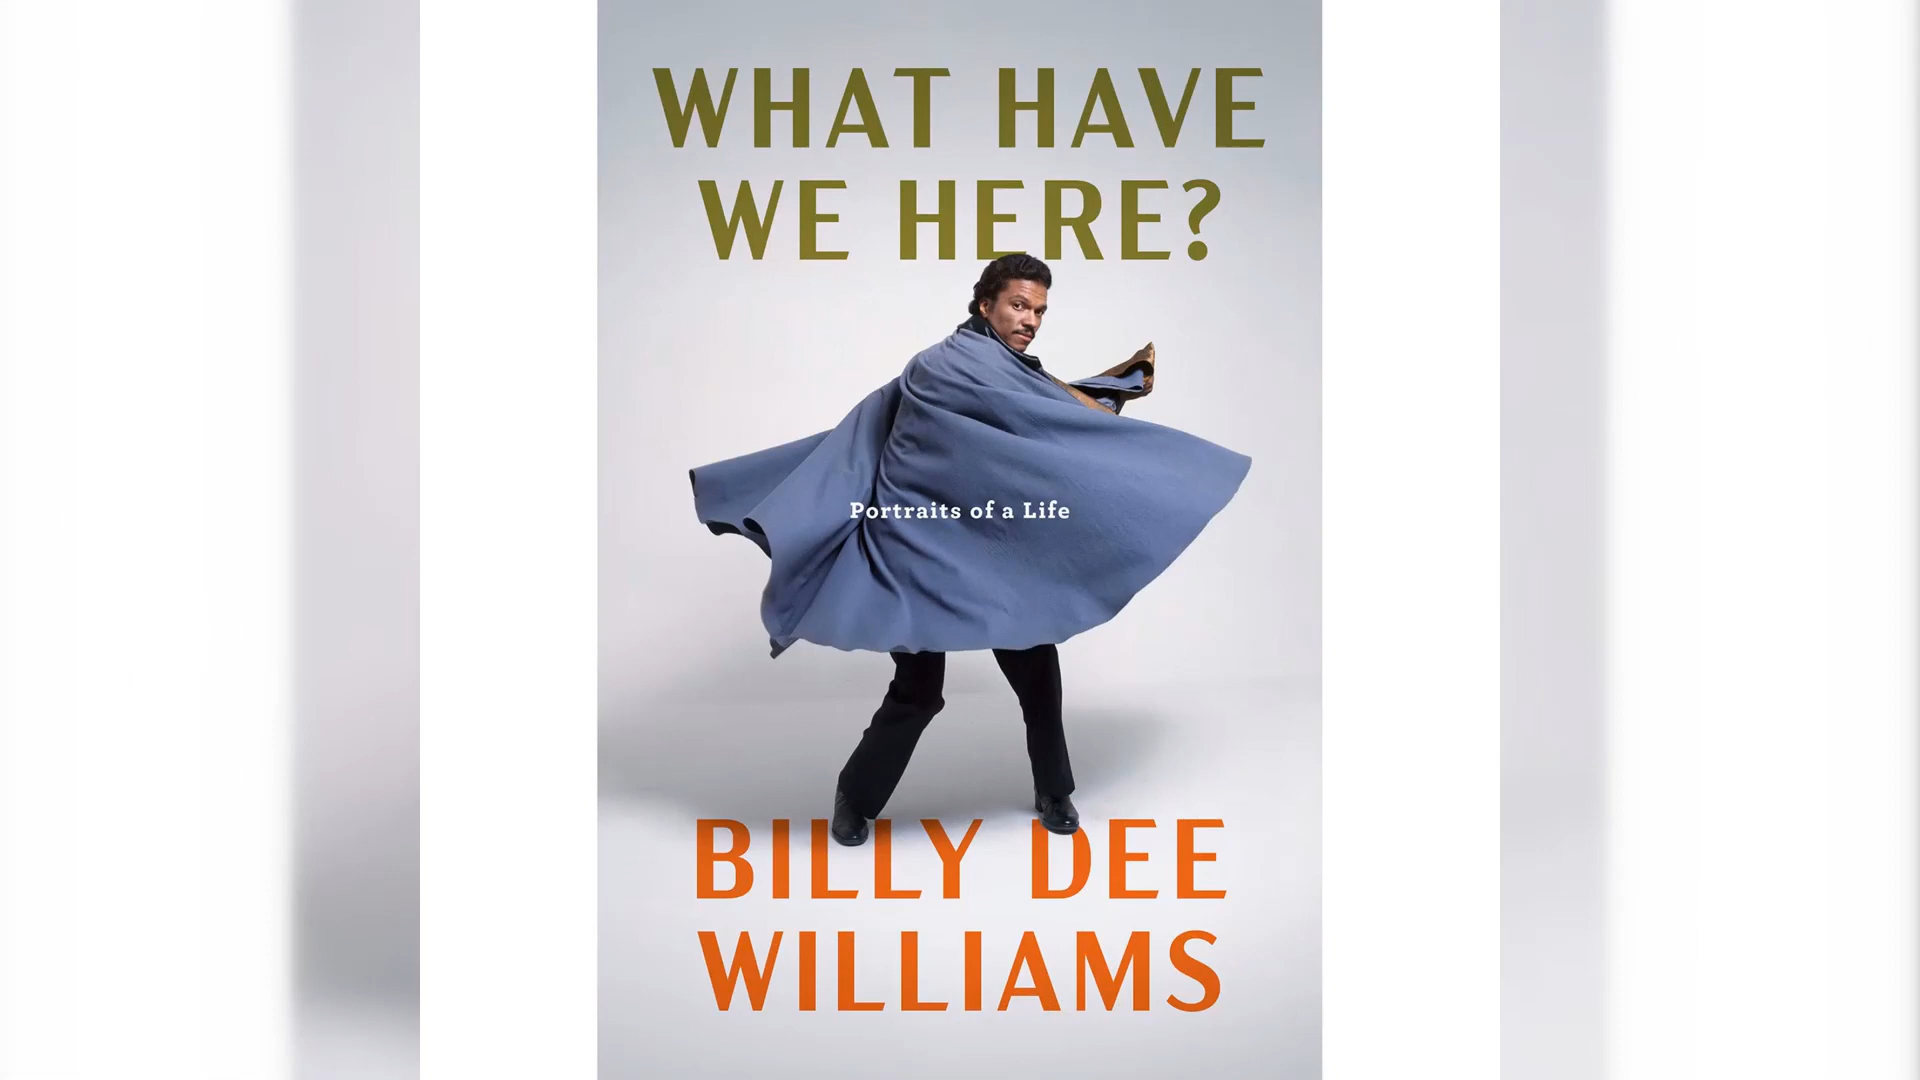 WHAT HAVE
WE HERE?
Portraits of a Life
BILLY DEE
WILLIAMS